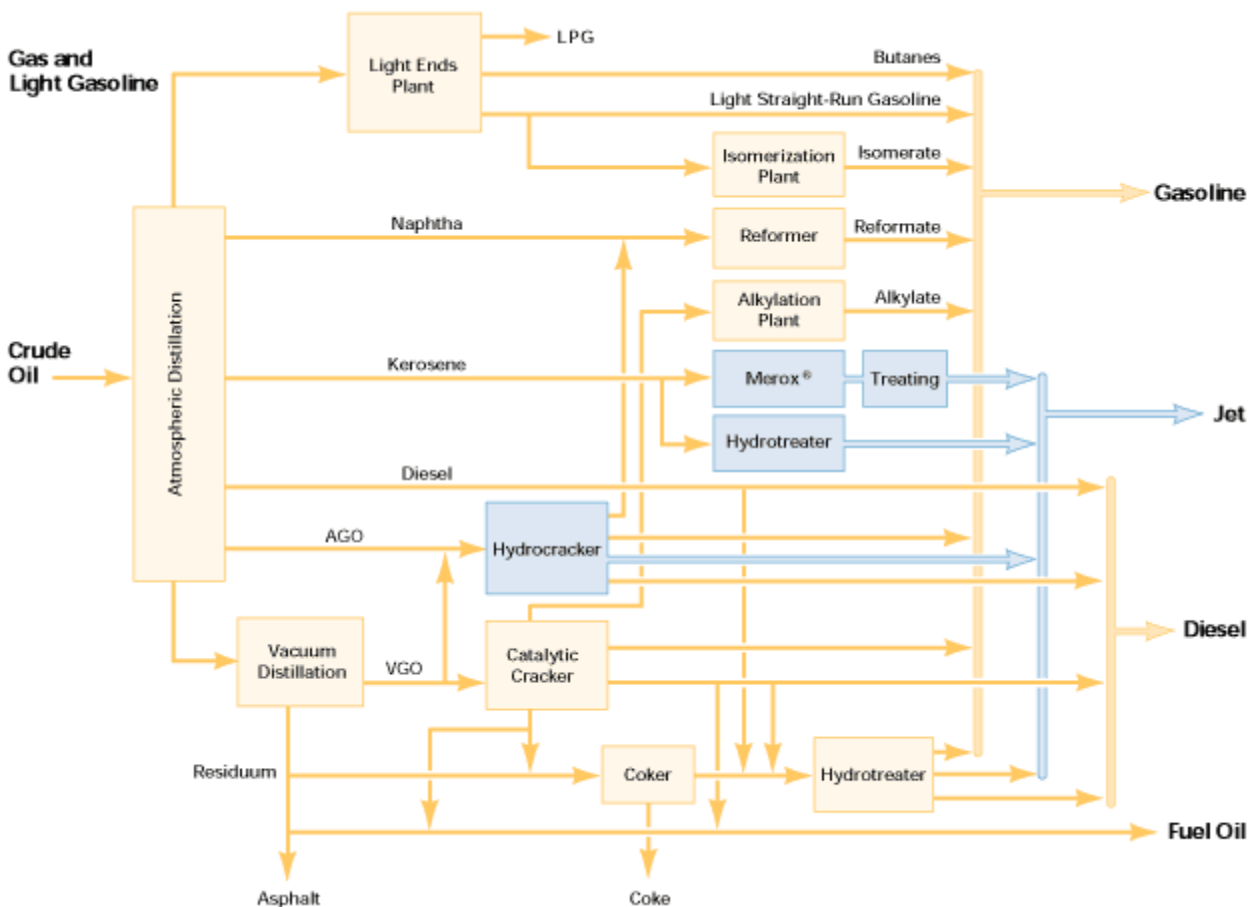 LPG
Gas and
Light Gasoline
Light Ends
Plant
Butanes
Light Straight-Run Gasoline
Isomerization
Plant
Isomerate
Gasoline
Naphtha
Reformer
Reformate
Alkylation
Plant
Alkylate
Crude
Oil
Atmospheric Distillation
Kerosene
Merox ®
Treating
Jet
Hydrotreater
Diesel
AGO
Hydrocracker
Diesel
Vacuum
Distillation
VGO
Catalytic
Cracker
Residuum
Coker
Hydrotreater
Fuel Oil
Asphalt
Coke